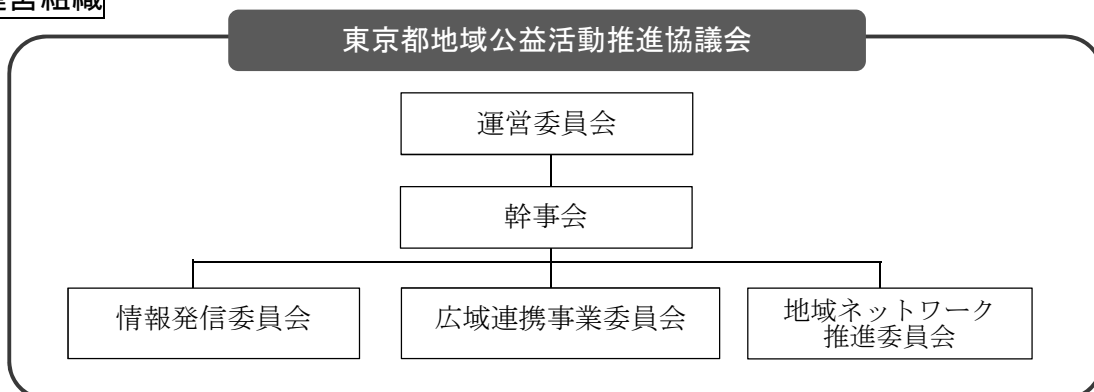 運営組織
東京都地域公益活動推進協議会
運営委員会
幹事会
情報発信委員会
広域連携事業委員会
地域ネットワーク
推進委員会